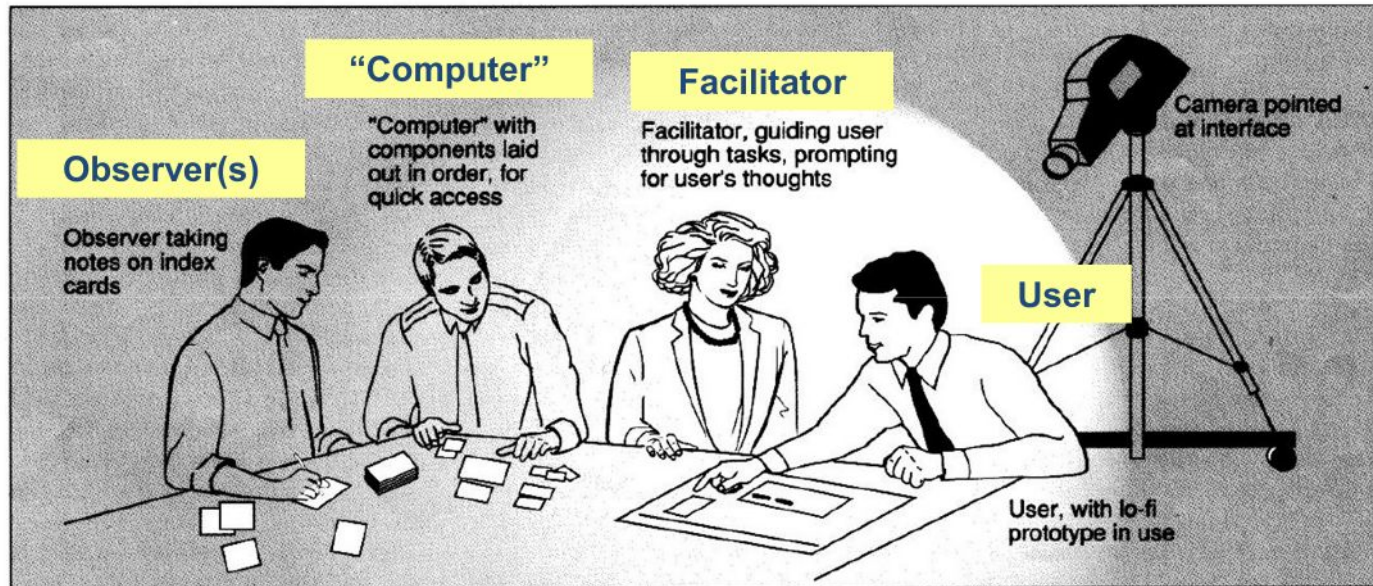 “Computer”
"Computer" with
components laid
out in order, for
quick access
Facilitator
Facilitator, guiding user
through tasks, prompting
for user's thoughts
Camera pointed
at interface
Observer(s)
Observer taking
notes on index
cards
User
User, with lo-fi
prototype in use